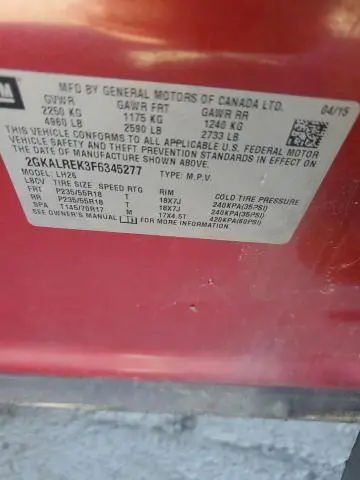 GM
MFD BY GENERAL MOTORS OF CANADA LTD. 04/15
GVWR GAWR FRT GAWR RR
2250 KG 1175 KG 1240 KG
4960 LB 2590 LB 2733 LB
THIS VEHICLE CONFORMS TO ALL APPLICABLE U.S. FEDERAL MOTOR
VEHICLE SAFETY, BUMPER, AND THEFT PREVENTION STANDARDS
IN EFFECT ON THE DATE OF MANUFACTURE SHOWN ABOVE.
2GKALREK3F6345277 TYPE: M.P.V.
MODEL: LH26
TIRE SIZE SPEED RTG RIM COLD TIRE PRESSURE
FRT P235/55R18 T 18X7J 240KPA(35PSI)
RR P235/55R18 T 18X7J 240KPA(35PSI)
SPA T145/70R17 M 17X4.5T 420KPA(60PSI)
SEE OWNER'S MANUAL FOR MORE INFORMATION.